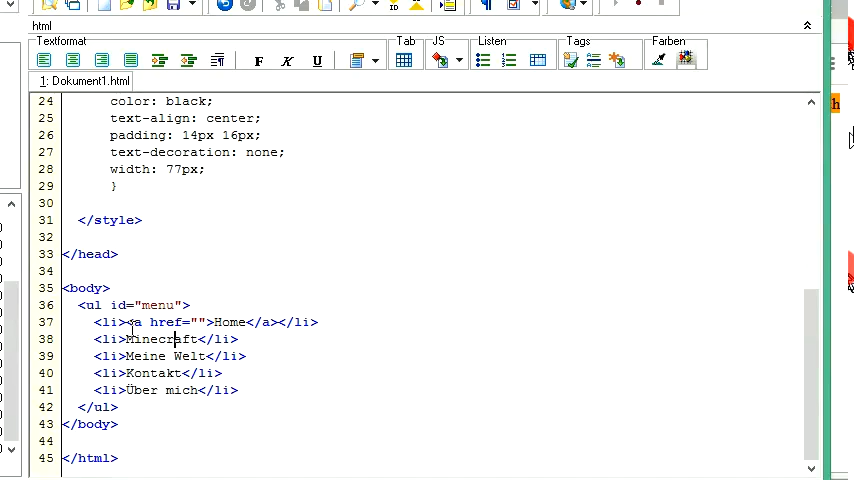 html
Textformat
Tab
JS
Listen
Tags
Farben
F K U
1: Dokument1.html
24 color: black;
25 text-align: center;
26 padding: 14px 16px;
27 text-decoration: none;
28 width: 77px;
29 }
30
31 </style>
32
33 </head>
34
35 <body>
36 <ul id="menu">
37 <li><a href="">Home</a></li>
38 <li>Minecraft</li>
39 <li>Meine Welt</li>
40 <li>Kontakt</li>
41 <li>Über mich</li>
42 </ul>
43 </body>
44
45 </html>